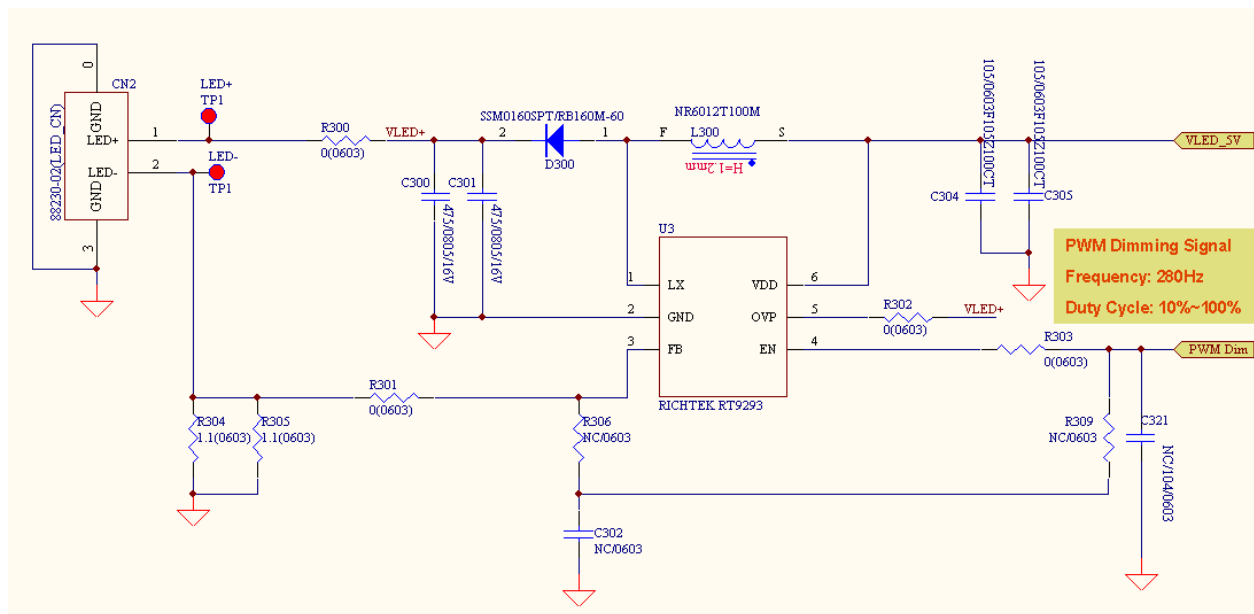 0
CN2
88230-02(LED_CN)
GND
LED+
LED-
GND
3
1
2
LED+
TP1
LED-
TP1
R300
0(0603)
VLED+
C300
475/0805/16V
C301
475/0805/16V
SSM0160SPT/RB160M-60
2
1
D300
NR6012T100M
F
L300
S
H=1.2mm
105/0603F105Z100CT
105/0603F105Z100CT
C304
C305
VLED_5V
U3
1
LX
VDD
6
2
GND
OVP
5
3
FB
EN
4
RICHTEK RT9293
R302
0(0603)
VLED+
PWM Dimming Signal
Frequency: 280Hz
Duty Cycle: 10%~100%
R303
0(0603)
PWM Dim
R301
0(0603)
R304
1.1(0603)
R305
1.1(0603)
R306
NC/0603
R309
NC/0603
C321
NC/104/0603
C302
NC/0603